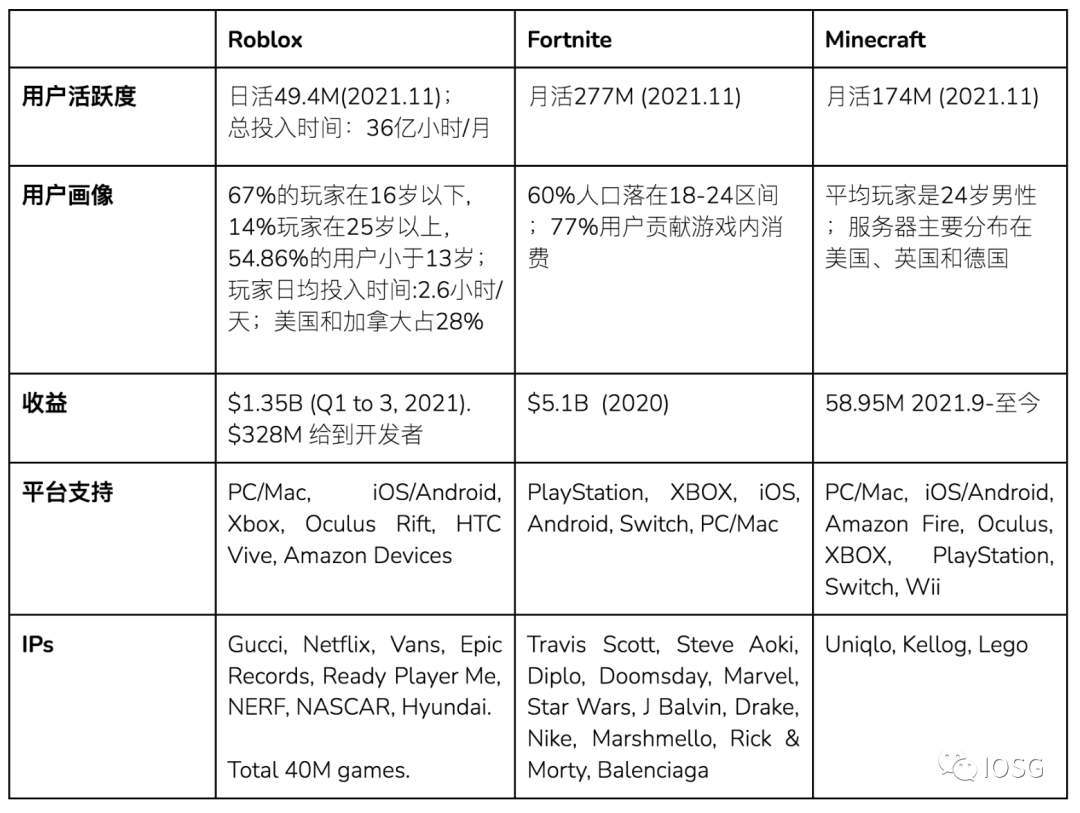 Roblox
Fortnite
Minecraft
用户活跃度
日活49.4M(2021.11)；
总投入时间：36亿小时/月
月活277M (2021.11)
月活174M (2021.11)
用户画像
67%的玩家在16岁以下,
14%玩家在25岁以上,
54.86%的用户小于13岁；
玩家日均投入时间:2.6小时/
天；美国和加拿大占28%
60%人口落在18-24区间
；77%用户贡献游戏内消
费
平均玩家是24岁男性
；服务器主要分布在
美国、英国和德国
收益
$1.35B (Q1 to 3, 2021).
$328M 给到开发者
$5.1B (2020)
58.95M 2021.9-至今
平台支持
PC/Mac, iOS/Android,
Xbox, Oculus Rift, HTC
Vive, Amazon Devices
PlayStation, XBOX, iOS,
Android, Switch, PC/Mac
PC/Mac, iOS/Android,
Amazon Fire, Oculus,
XBOX, PlayStation,
Switch, Wii
IPs
Gucci, Netflix, Vans, Epic
Records, Ready Player Me,
NERF, NASCAR, Hyundai.
Total 40M games.
Travis Scott, Steve Aoki,
Diplo, Doomsday, Marvel,
Star Wars, J Balvin, Drake,
Nike, Marshmello, Rick &
Morty, Balenciaga
Uniqlo, Kellog, Lego
IOSG